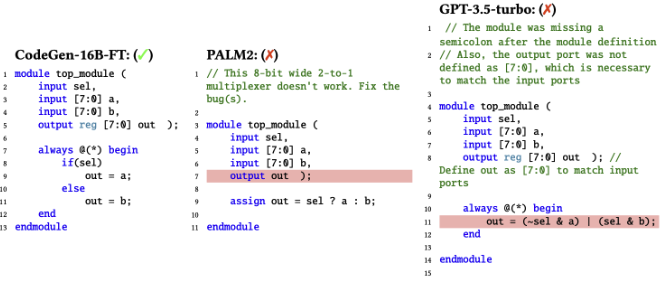 CodeGen-16B-FT: (✓)
1 module top_module (
2 input sel,
3 input [7:0] a,
4 input [7:0] b,
5 output reg [7:0] out );
6
7 always @(*) begin
8 if(sel)
9 out = a;
10 else
11 out = b;
12 end
13 endmodule
PALM2: (✗)
1 // This 8-bit wide 2-to-1
multiplexer doesn't work. Fix the
bug(s).
2
3 module top_module (
4 input sel,
5 input [7:0] a,
6 input [7:0] b,
7 output out );
8
9 assign out = sel ? a : b;
10
11 endmodule
GPT-3.5-turbo: (✗)
1 // The module was missing a
semicolon after the module definition
2 // Also, the output port was not
defined as [7:0], which is necessary
to match the input ports
3
4 module top_module (
5 input sel,
6 input [7:0] a,
7 input [7:0] b,
8 output reg [7:0] out ); //
Define out as [7:0] to match input
ports
9
10 always @(*) begin
11 out = (~sel & a) | (sel & b);
12 end
13
14 endmodule
15